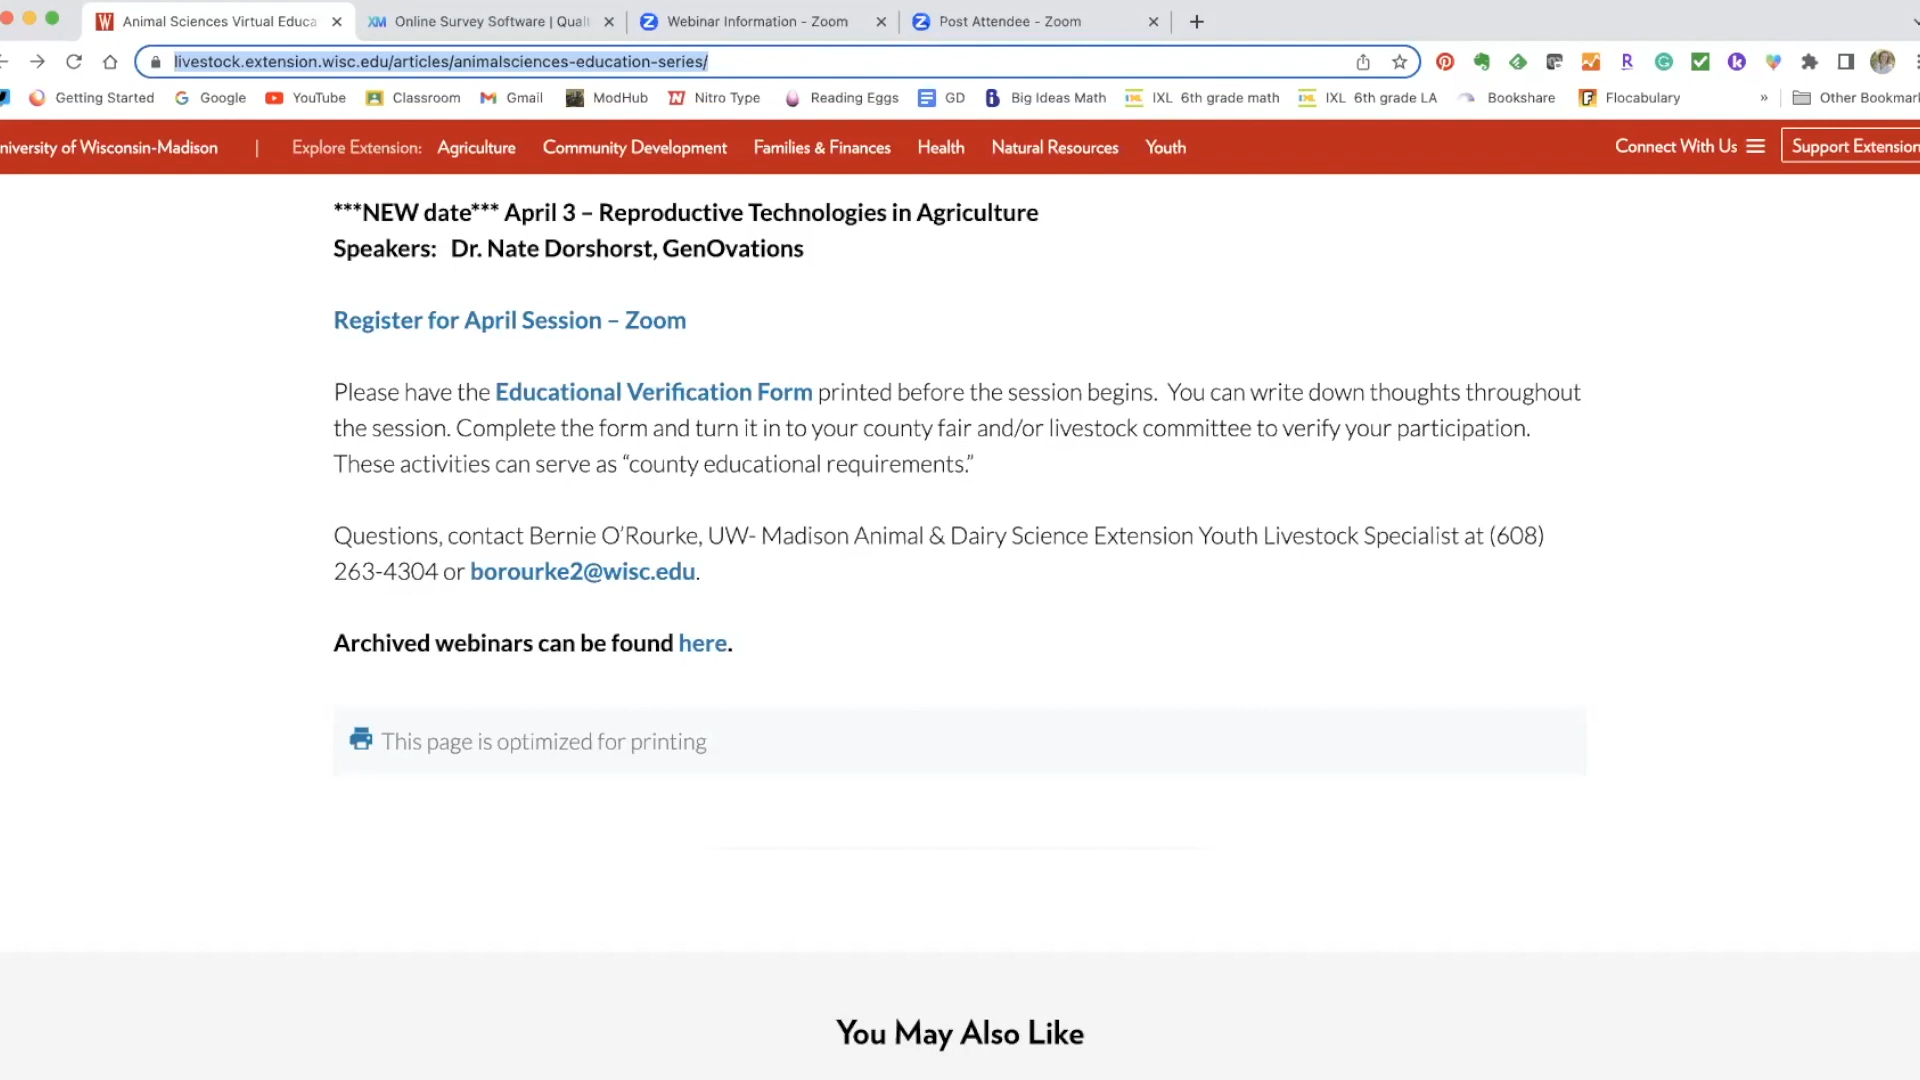 Animal Sciences Virtual Educa
XM Online Survey Software | Qual
Webinar Information - Zoom
Post Attendee - Zoom
livestock.extension.wisc.edu/articles/animalsciences-education-series/
Getting Started Google YouTube Classroom Gmail ModHub Nitro Type Reading Eggs GD Big Ideas Math IXL 6th grade math IXL 6th grade LA Bookshare Flocabulary » Other Bookmark
niversity of Wisconsin-Madison | Explore Extension: Agriculture Community Development Families & Finances Health Natural Resources Youth Connect With Us Support Extension
***NEW date*** April 3 – Reproductive Technologies in Agriculture
Speakers: Dr. Nate Dorshorst, GenOvations
Register for April Session – Zoom
Please have the Educational Verification Form printed before the session begins. You can write down thoughts throughout
the session. Complete the form and turn it in to your county fair and/or livestock committee to verify your participation.
These activities can serve as “county educational requirements.”
Questions, contact Bernie O’Rourke, UW- Madison Animal & Dairy Science Extension Youth Livestock Specialist at (608)
263-4304 or borourke2@wisc.edu.
Archived webinars can be found here.
This page is optimized for printing
You May Also Like